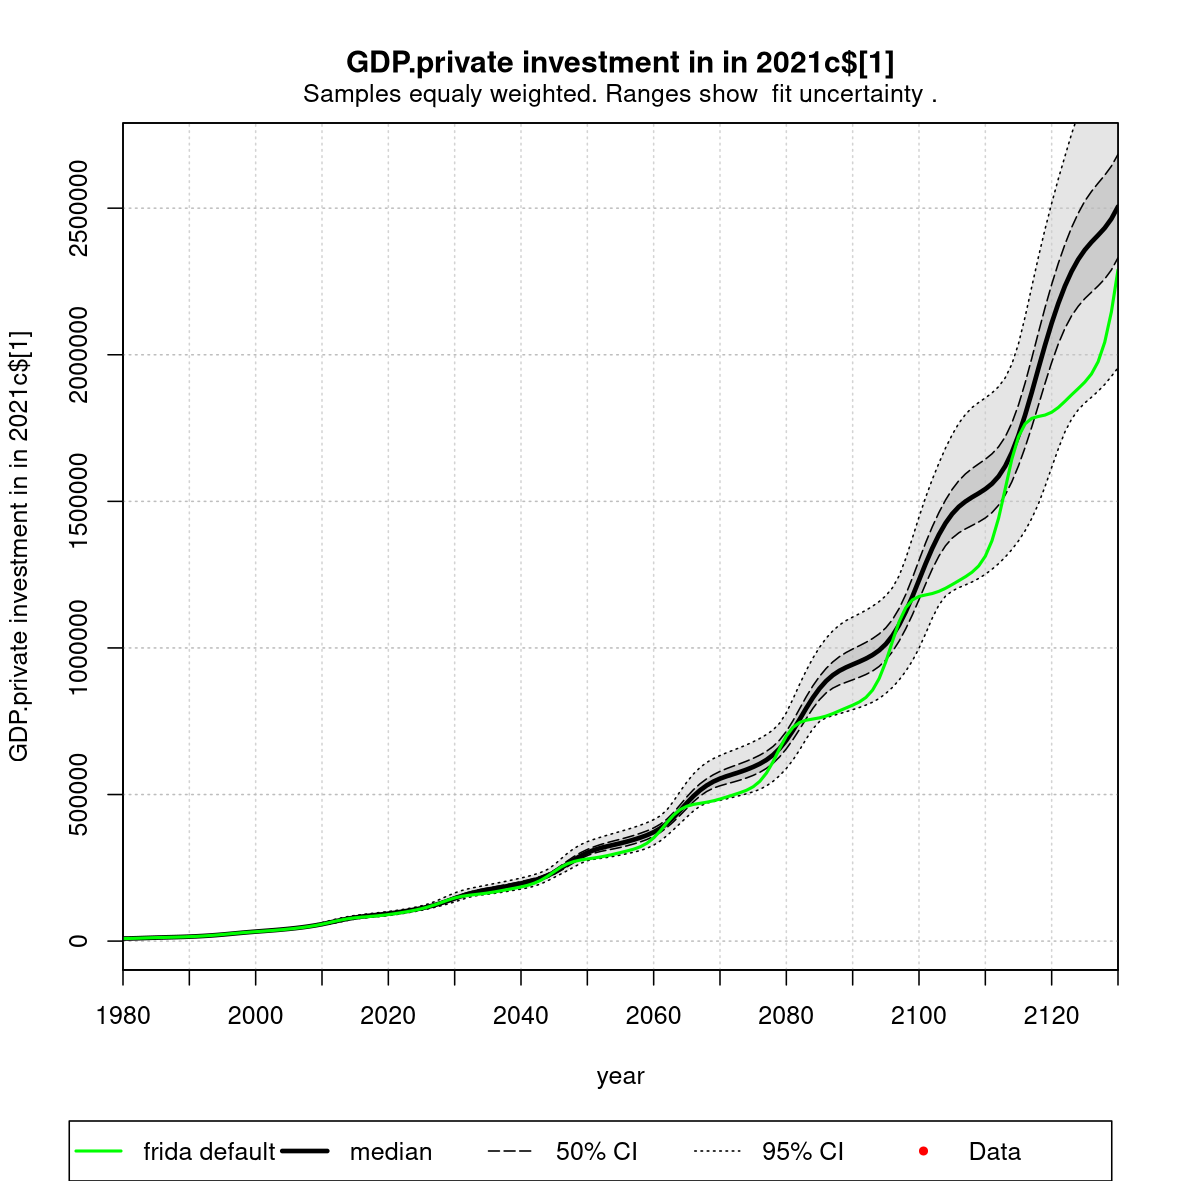 GDP.private investment in in 2021c$[1]
Samples equaly weighted. Ranges show  fit uncertainty .
GDP.private investment in in 2021c$[1]
2500000
2000000
1500000
1000000
500000
0
1980 2000 2020 2040 2060 2080 2100 2120
year
frida default median 50% CI 95% CI Data